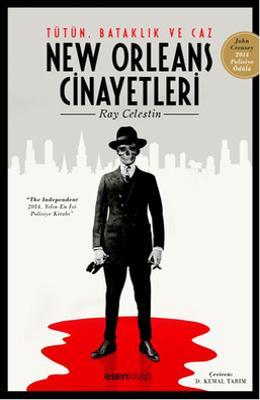 TÜTÜN, BATAKLIK VE CAZ
NEW ORLEANS
CİNAYETLERİ
Ray Celestin
John
Creasey
2014
Polisiye
Ödülü
"The Independent
2014, Yılın En İyi
Polisiye Kitabı"
Çeviren:
D. KEMAL TARIM
esenkitap